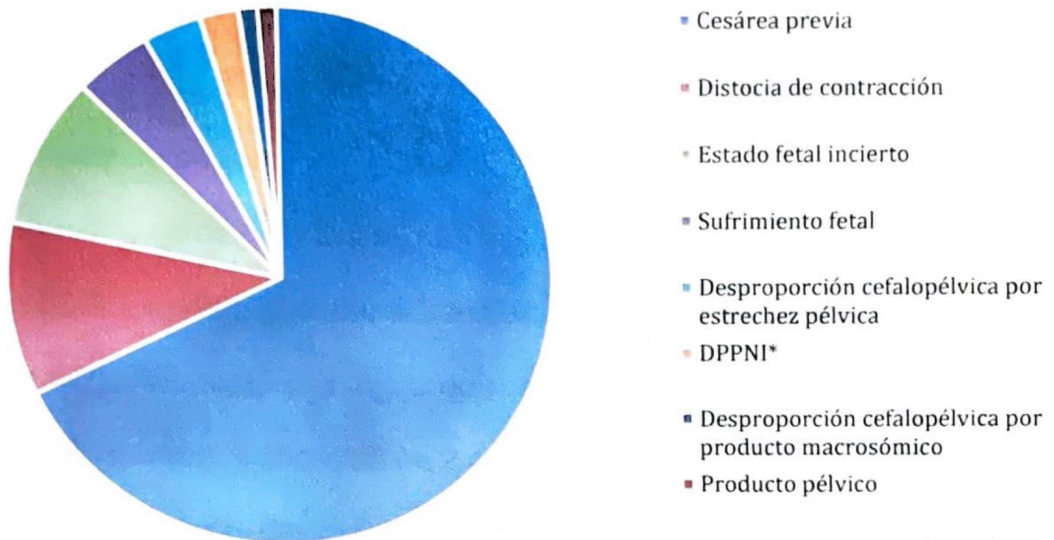 Cesárea previa
Distocia de contracción
Estado fetal incierto
Sufrimiento fetal
Desproporción cefalopélvica por
estrechez pélvica
DPPNI*
Desproporción cefalopélvica por
producto macrosómico
Producto pélvico